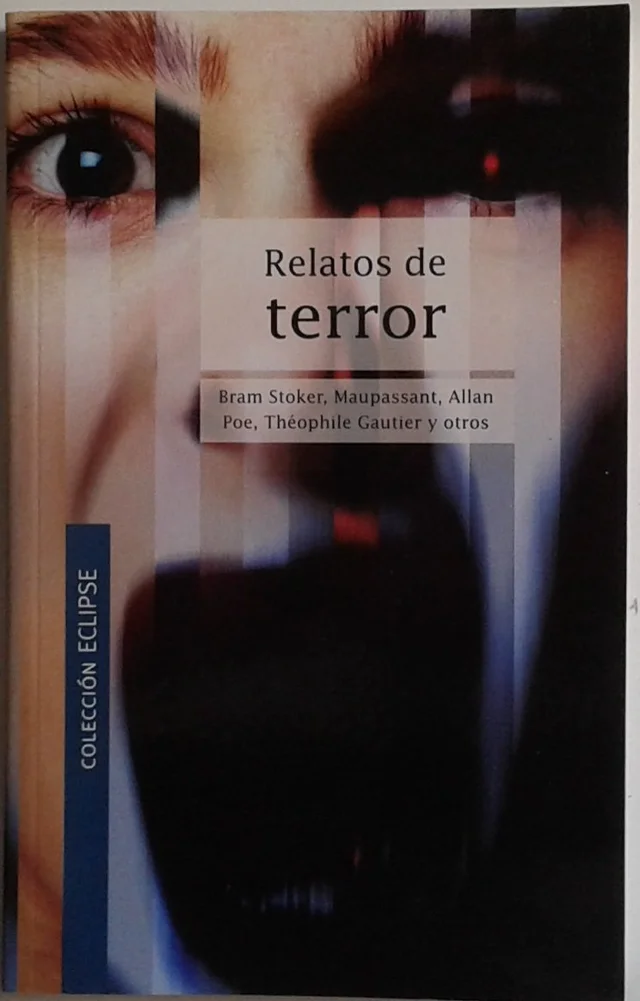 Relatos de
terror
Bram Stoker, Maupassant, Allan
Poe, Théophile Gautier y otros
COLECCIÓN ECLIPSE